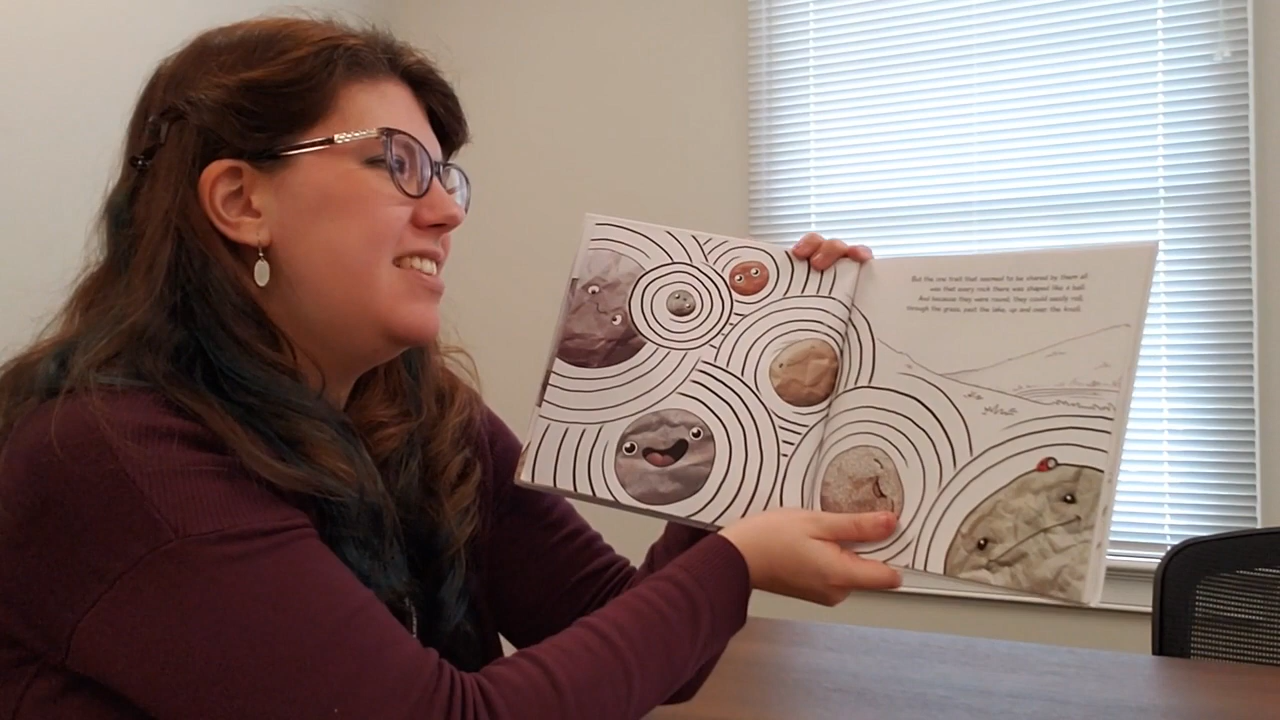 But the one trait that seemed to be shared by them all
was that every rock there was shaped like a ball.
And because they were round, they could easily roll,
through the grass, past the lake, up and over the knoll.